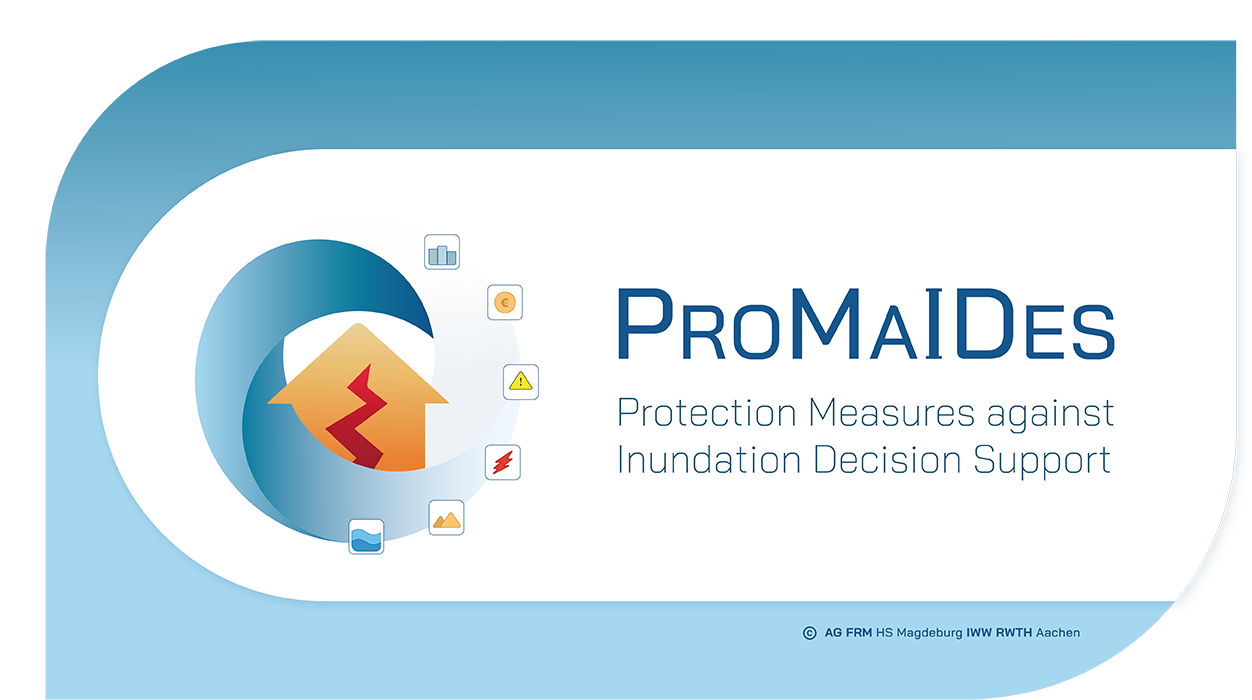 ProMaIDes
Protection Measures against
Inundation Decision Support
© AG FRM HS Magdeburg IWW RWTH Aachen